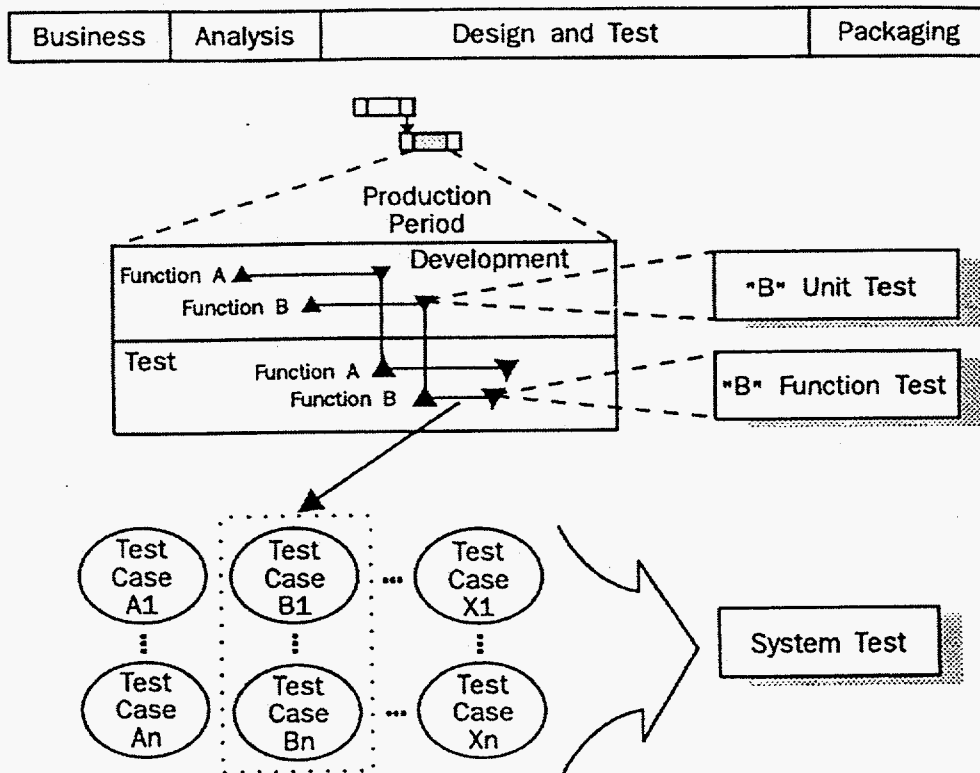 Business Analysis Design and Test Packaging
Production
Period
Development
Function A
Function B
"B" Unit Test
Test
Function A
Function B
"B" Function Test
Test
Case
A1
Test
Case
B1
...
Test
Case
X1
System Test
Test
Case
An
Test
Case
Bn
...
Test
Case
Xn